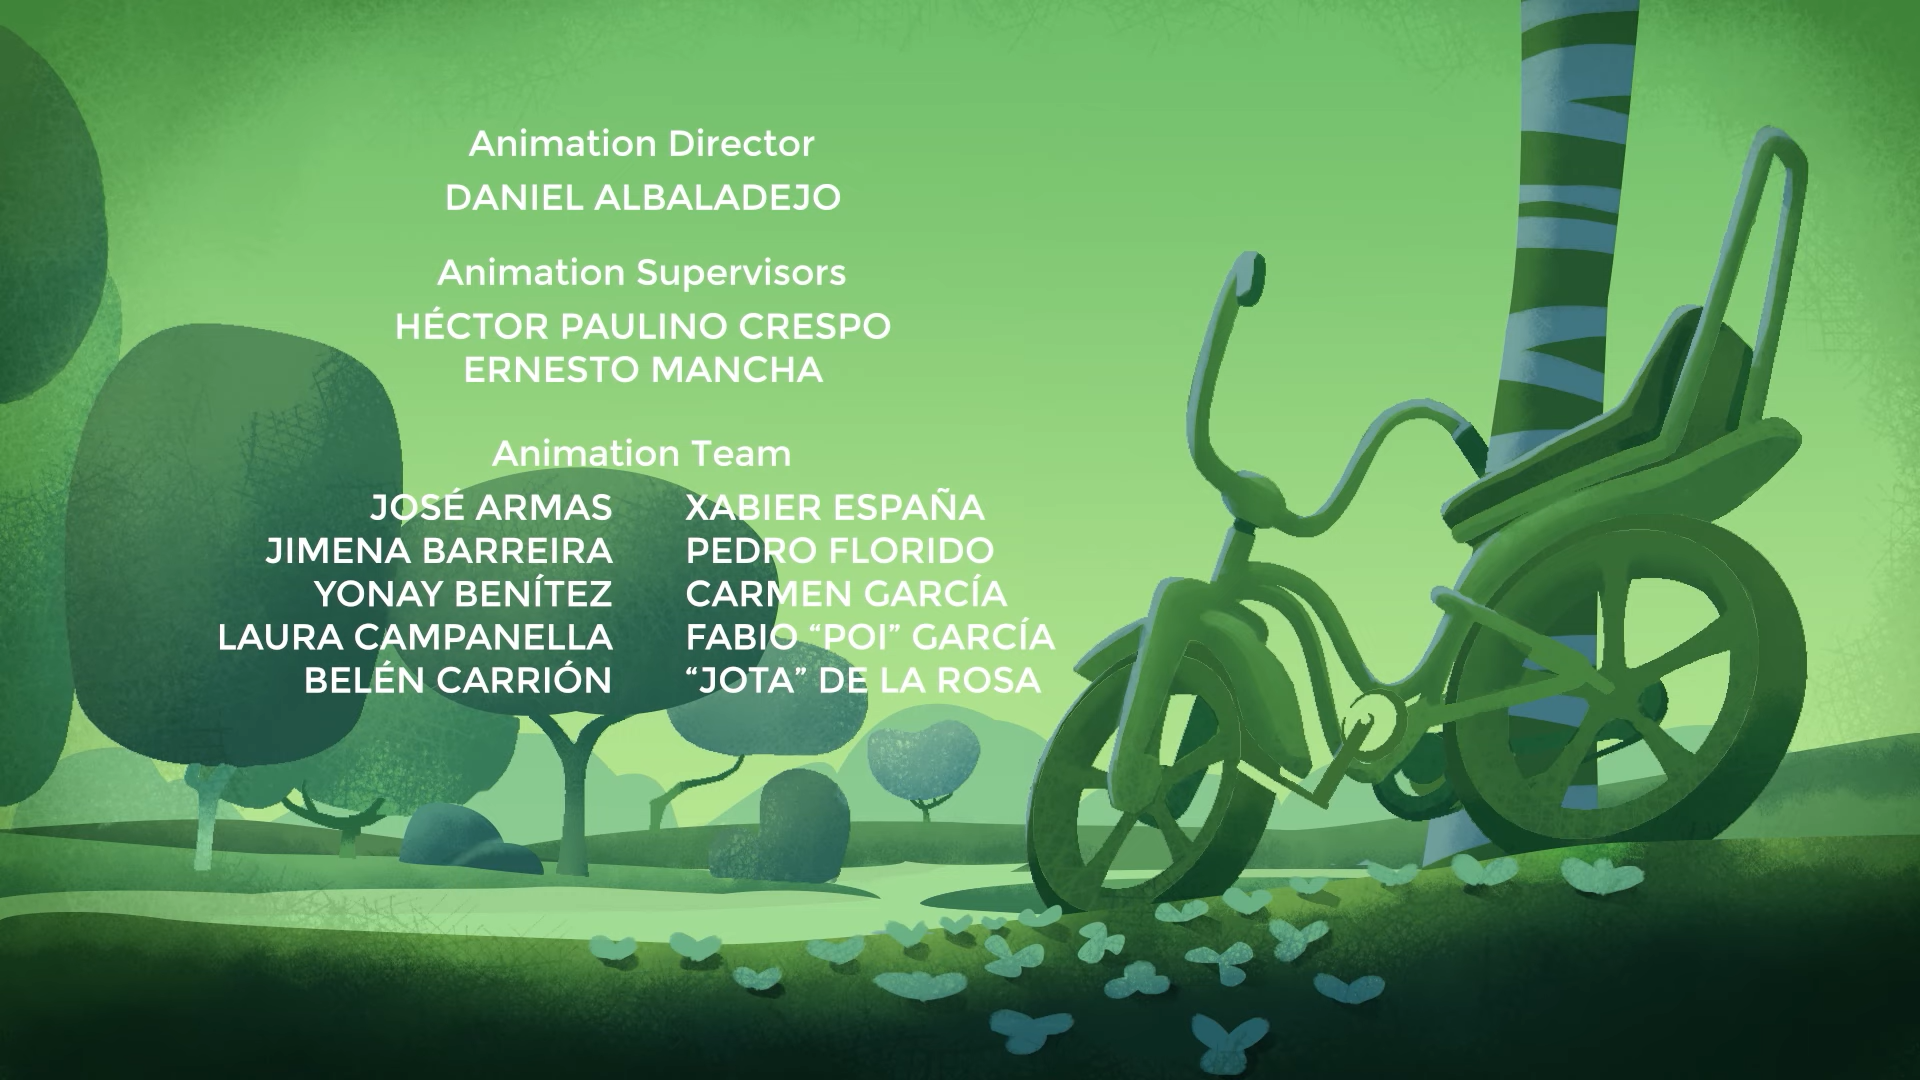 Animation Director
DANIEL ALBALADEJO
Animation Supervisors
HÉCTOR PAULINO CRESPO
ERNESTO MANCHA
Animation Team
JOSÉ ARMAS
JIMENA BARREIRA
YONAY BENÍTEZ
LAURA CAMPANELLA
BELÉN CARRIÓN
XABIER ESPAÑA
PEDRO FLORIDO
CARMEN GARCÍA
FABIO “POI” GARCÍA
“JOTA” DE LA ROSA